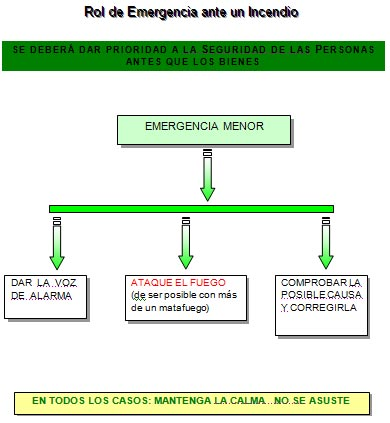 Rol de Emergencia ante un Incendio
SE DEBERÁ DAR PRIORIDAD A LA SEGURIDAD DE LAS PERSONAS
ANTES QUE LOS BIENES
EMERGENCIA MENOR
DAR LA VOZ
DE ALARMA
ATAQUE EL FUEGO
(de ser posible con más
de un matafuego)
COMPROBAR LA
POSIBLE CAUSA
Y CORREGIRLA
EN TODOS LOS CASOS: MANTENGA LA CALMA NO SE ASUSTE